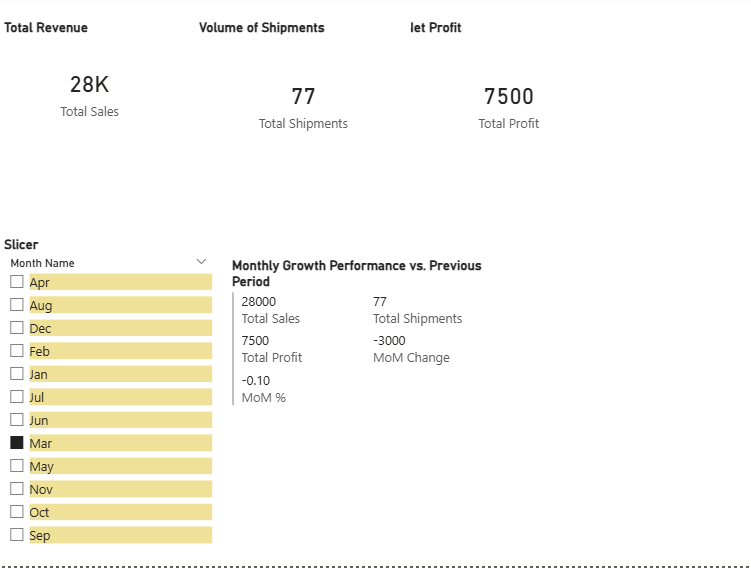 Total Revenue
Volume of Shipments
let Profit
28K
Total Sales
77
Total Shipments
7500
Total Profit
Slicer
Month Name
Apr
Aug
Dec
Feb
Jan
Jul
Jun
Mar
May
Nov
Oct
Sep
Monthly Growth Performance vs. Previous
Period
28000
Total Sales
77
Total Shipments
7500
Total Profit
-3000
MoM Change
-0.10
MoM %